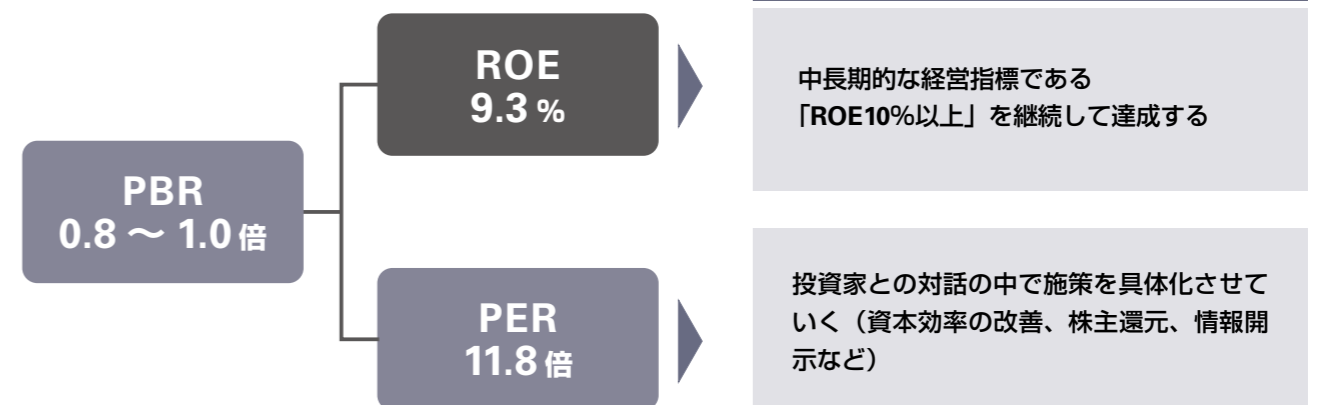 PBR
0.8 ～ 1.0 倍
ROE
9.3 %
中長期的な経営指標である
「ROE10%以上」を継続して達成する
PER
11.8 倍
投資家との対話の中で施策を具体化させて
いく（資本効率の改善、株主還元、情報開
示など）